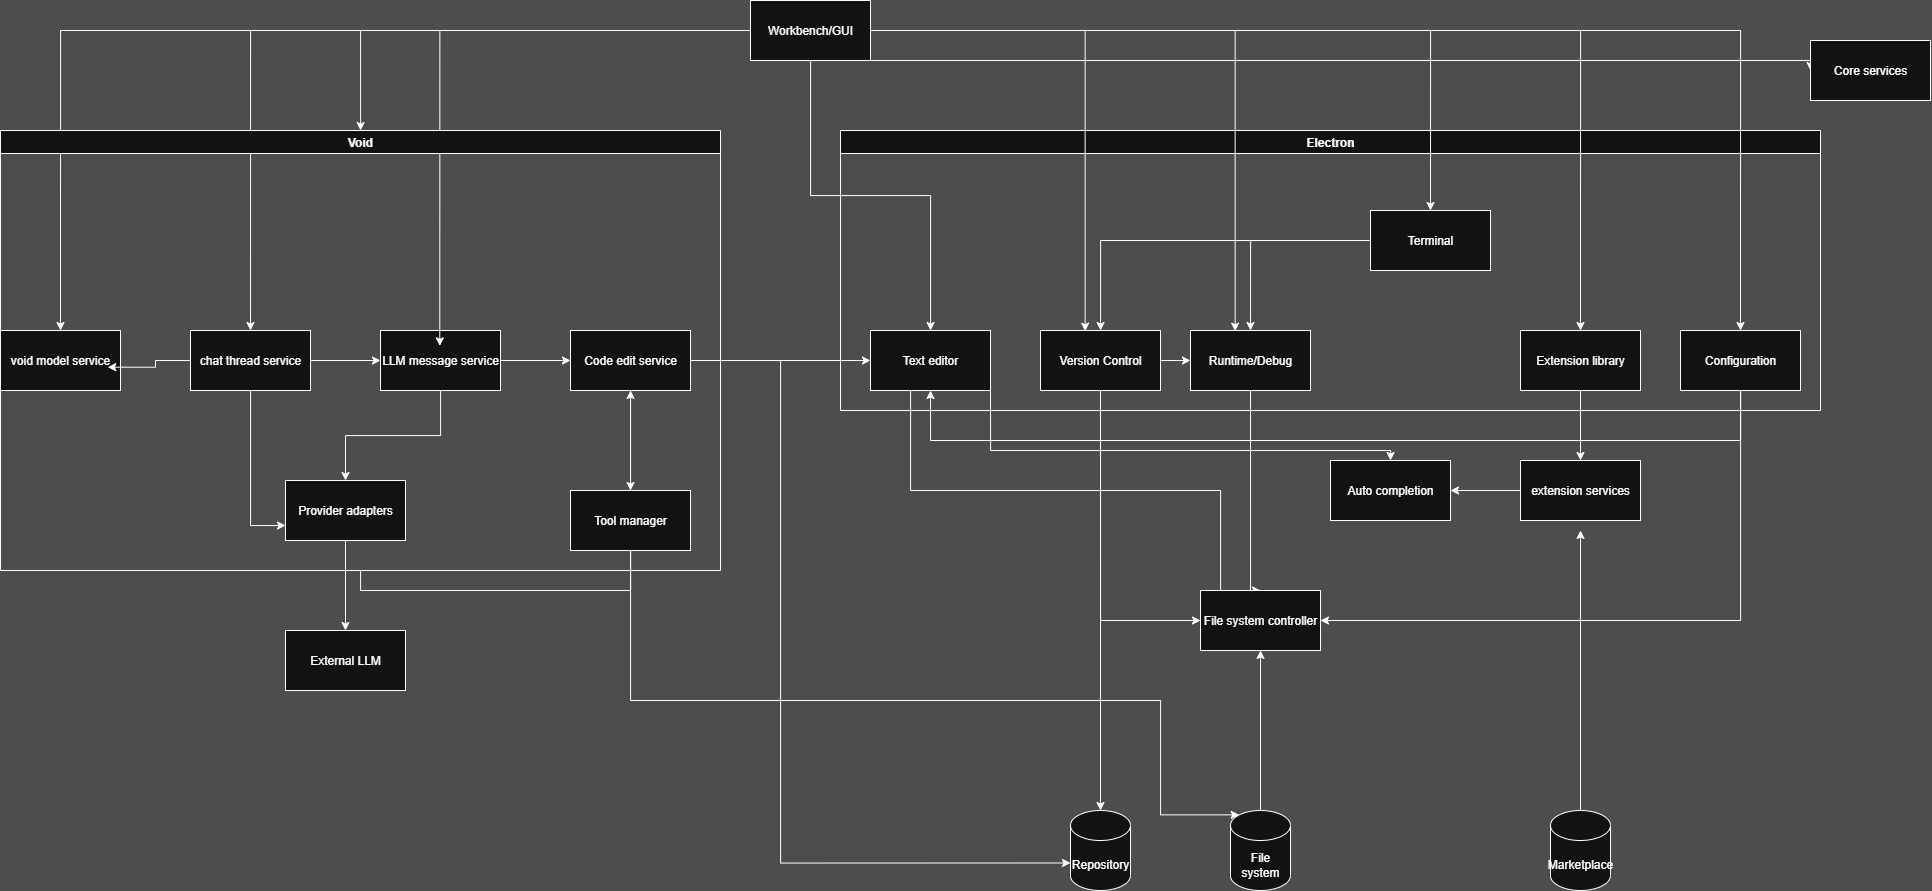 Workbench/GUI
Core services
Void
Electron
Terminal
void model service
chat thread service
LLM message service
Code edit service
Text editor
Version Control
Runtime/Debug
Extension library
Configuration
Provider adapters
Tool manager
Auto completion
extension services
File system controller
External LLM
Repository
File
system
Marketplace